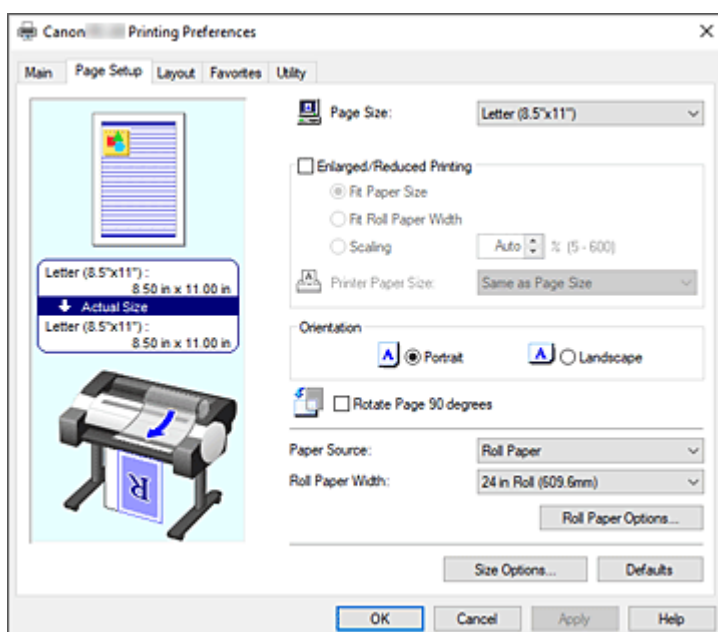 Canon Printing Preferences
Main Page Setup Layout Favorites Utility
Page Size: Letter (8.5"x11")
Enlarged/Reduced Printing
Fit Paper Size
Fit Roll Paper Width
Scaling Auto % (5 - 600)
Printer Paper Size: Same as Page Size
Letter (8.5"x11") :
8.50 in x 11.00 in
Actual Size
Letter (8.5"x11") :
8.50 in x 11.00 in
Orientation
A Portrait A Landscape
Rotate Page 90 degrees
Paper Source: Roll Paper
Roll Paper Width: 24 in Roll (609.6mm)
R
Roll Paper Options...
Size Options... Defaults
OK Cancel Apply Help